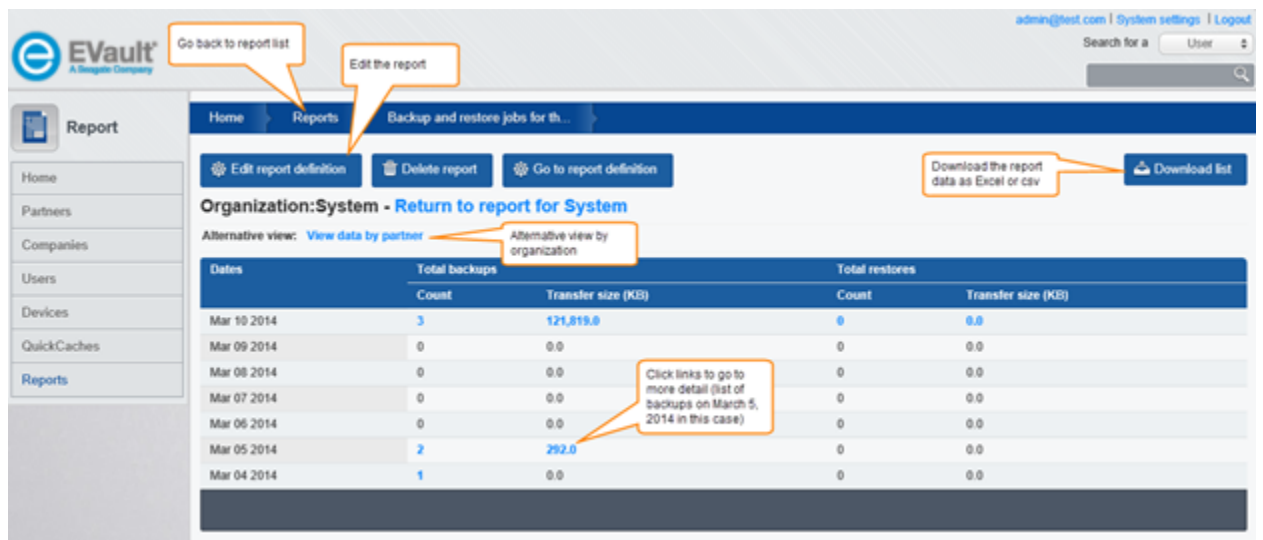 admin@test.com | System settings | Logout
EVault
A Seagate Company
Go back to report list
Search for a User
Edit the report
Report
Home Reports Backup and restore jobs for th...
Edit report definition Delete report Go to report definition
Download the report
data as Excel or csv
Download list
Home
Partners
Companies
Users
Devices
QuickCaches
Reports
Organization:System - Return to report for System
Alternative view: View data by partner
Alternative view by
organization
Dates Total backups Total restores
Count Transfer size (KB) Count Transfer size (KB)
Mar 10 2014 3 121,819.0 0 0.0
Mar 09 2014 0 0.0 0 0.0
Mar 08 2014 0 0.0 0 0.0
Mar 07 2014 0 0.0 0 0.0
Mar 06 2014 0 0.0 0 0.0
Mar 05 2014 2 292.0 0 0.0
Mar 04 2014 1 0.0 0 0.0
Click links to go to
more detail (list of
backups on March 5,
2014 in this case)